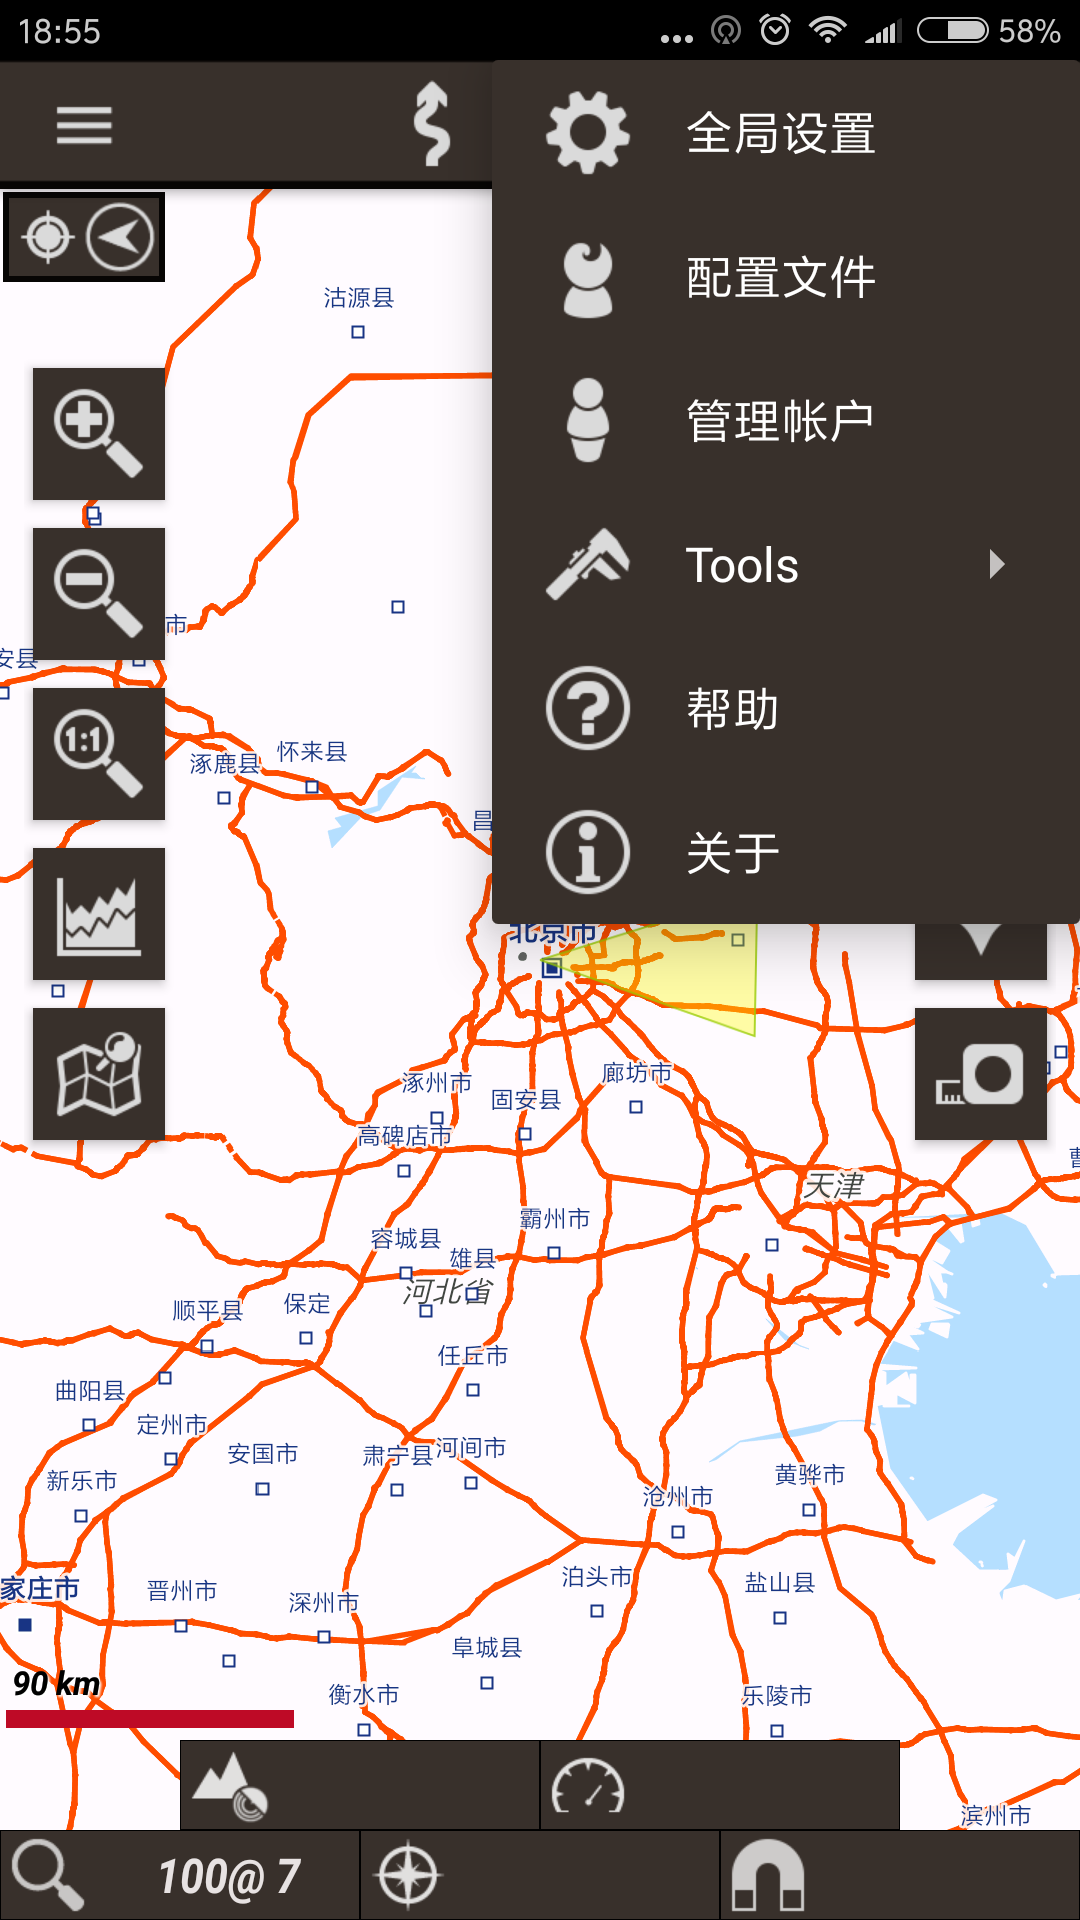 18:55
58%
全局设置
配置文件
管理帐户
Tools
帮助
关于
沽源县
市
安县
1:1
涿鹿县
怀来县
昌
北京市
涿州市
固安县
廊坊市
高碑店市
曹
天津
霸州市
容城县
雄县
河北省
顺平县
保定
任丘市
曲阳县
定州市
安国市
肃宁县
河间市
新乐市
沧州市
黄骅市
家庄市
晋州市
深州市
泊头市
盐山县
阜城县
90 km
衡水市
乐陵市
滨州市
100@ 7